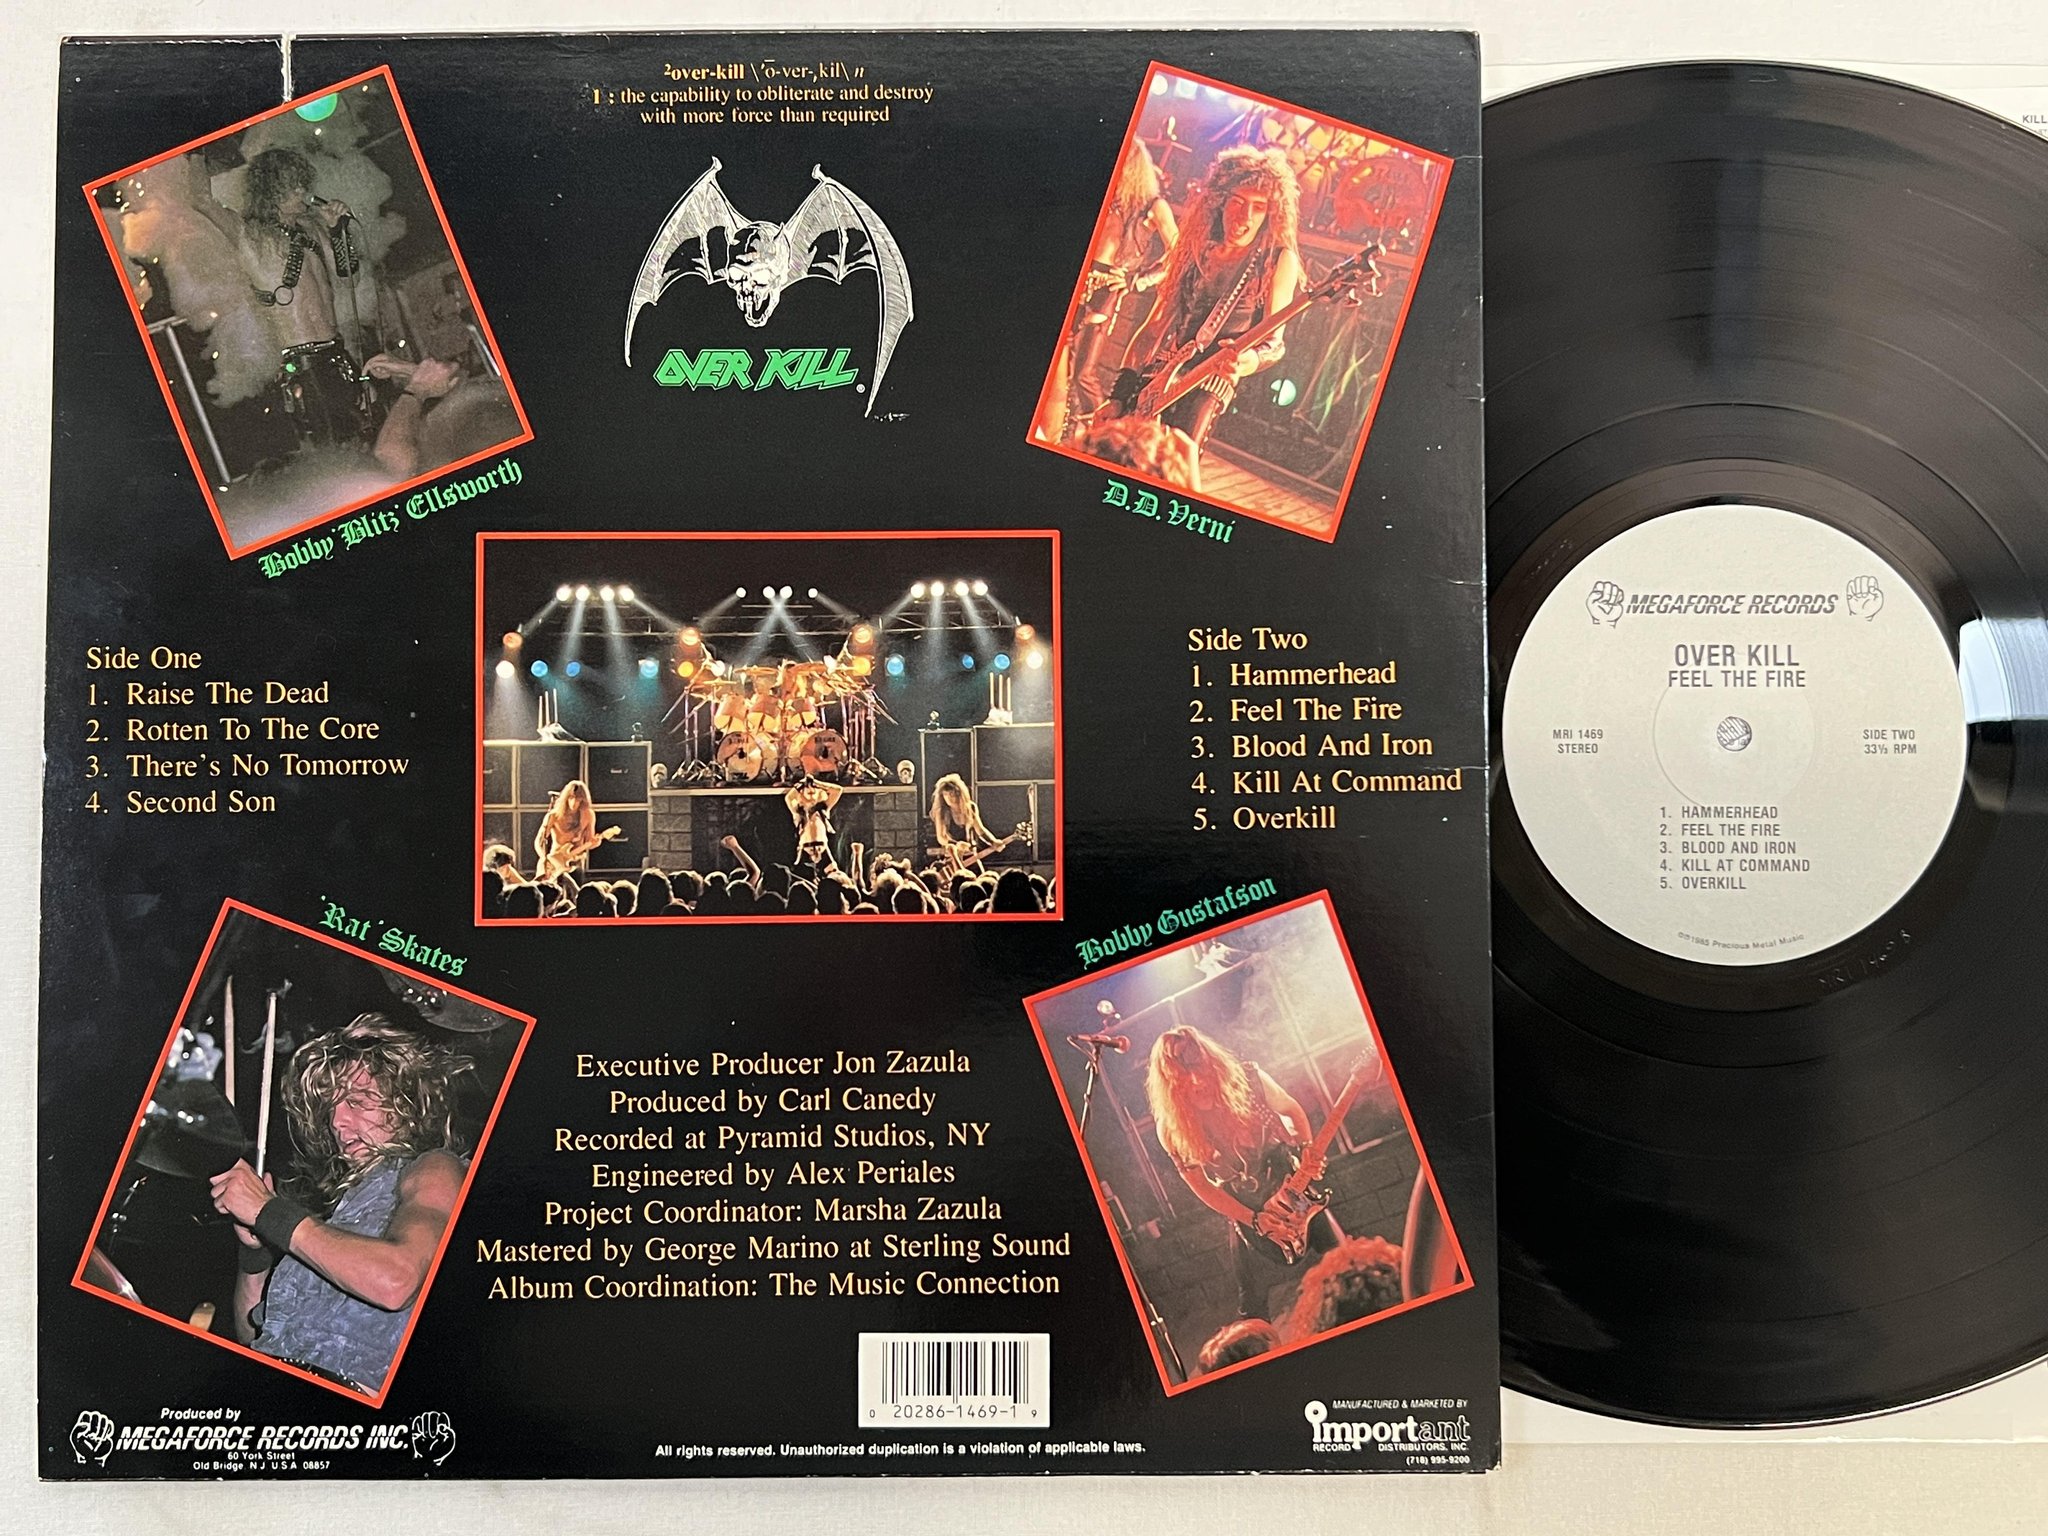 ²over-kill \'ō-ver-,kil\ n
1 : the capability to obliterate and destroy
with more force than required
OVER KILL ®
Bobby 'Blitz' Ellsworth
D.D. Verni
Side One
1. Raise The Dead
2. Rotten To The Core
3. There's No Tomorrow
4. Second Son
Side Two
1. Hammerhead
2. Feel The Fire
3. Blood And Iron
4. Kill At Command
5. Overkill
'Rat' Skates
Bobby Gustafson
Executive Producer Jon Zazula
Produced by Carl Canedy
Recorded at Pyramid Studios, NY
Engineered by Alex Periales
Project Coordinator: Marsha Zazula
Mastered by George Marino at Sterling Sound
Album Coordination: The Music Connection
0 20286-1469-1 9
Produced by
MEGAFORCE RECORDS INC.
60 York Street
Old Bridge, N.J. U.S.A. 08857
All rights reserved. Unauthorized duplication is a violation of applicable laws.
MANUFACTURED & MARKETED BY
important
RECORD DISTRIBUTORS, INC.
(718) 995-9200
MEGAFORCE RECORDS
OVER KILL
FEEL THE FIRE
MRI 1469
STEREO
SIDE TWO
33⅓ RPM
1. HAMMERHEAD
2. FEEL THE FIRE
3. BLOOD AND IRON
4. KILL AT COMMAND
5. OVERKILL
©℗1985 Precious Metal Music
KILL